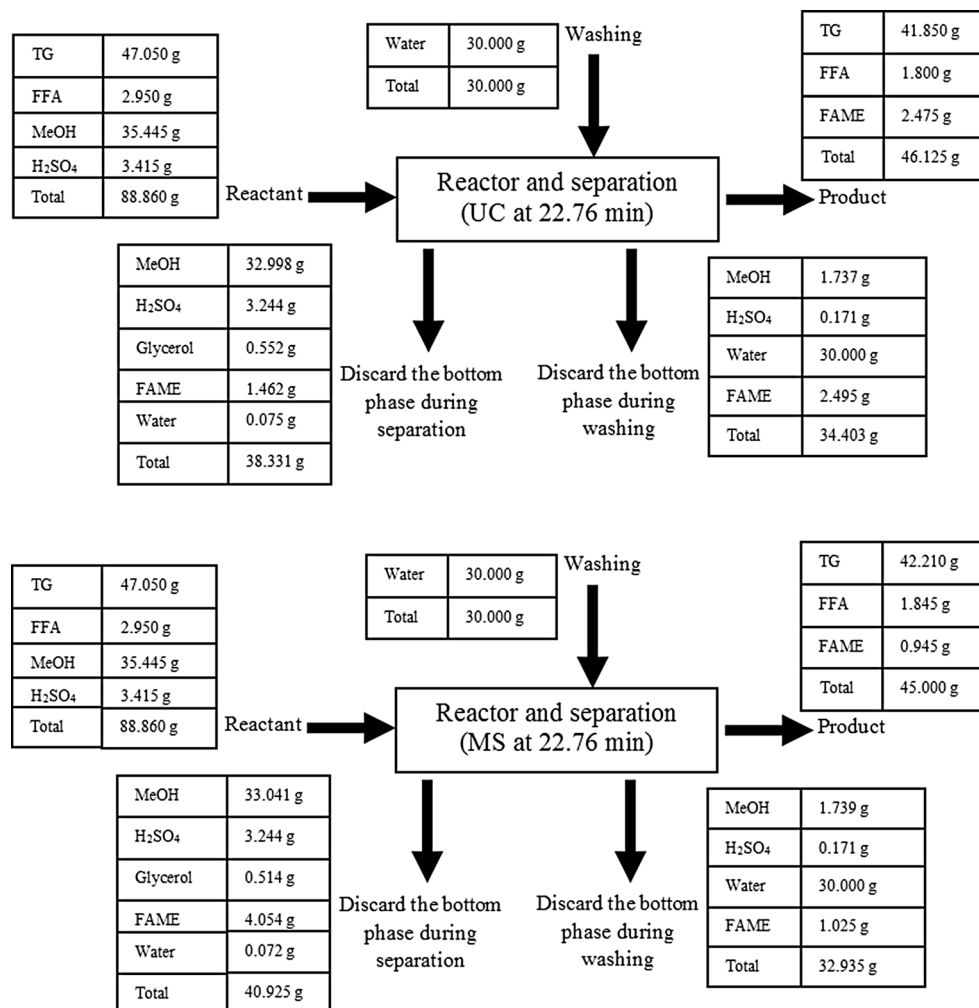 TG 47.050 g
FFA 2.950 g
MeOH 35.445 g
H₂SO₄ 3.415 g
Total 88.860 g
Reactant
Water 30.000 g
Total 30.000 g
Washing
TG 41.850 g
FFA 1.800 g
FAME 2.475 g
Total 46.125 g
Product
Reactor and separation
(UC at 22.76 min)
MeOH 32.998 g
H₂SO₄ 3.244 g
Glycerol 0.552 g
FAME 1.462 g
Water 0.075 g
Total 38.331 g
Discard the bottom
phase during
separation
Discard the bottom
phase during
washing
MeOH 1.737 g
H₂SO₄ 0.171 g
Water 30.000 g
FAME 2.495 g
Total 34.403 g
TG 47.050 g
FFA 2.950 g
MeOH 35.445 g
H₂SO₄ 3.415 g
Total 88.860 g
Reactant
Water 30.000 g
Total 30.000 g
Washing
TG 42.210 g
FFA 1.845 g
FAME 0.945 g
Total 45.000 g
Product
Reactor and separation
(MS at 22.76 min)
MeOH 33.041 g
H₂SO₄ 3.244 g
Glycerol 0.514 g
FAME 4.054 g
Water 0.072 g
Total 40.925 g
Discard the bottom
phase during
separation
Discard the bottom
phase during
washing
MeOH 1.739 g
H₂SO₄ 0.171 g
Water 30.000 g
FAME 1.025 g
Total 32.935 g